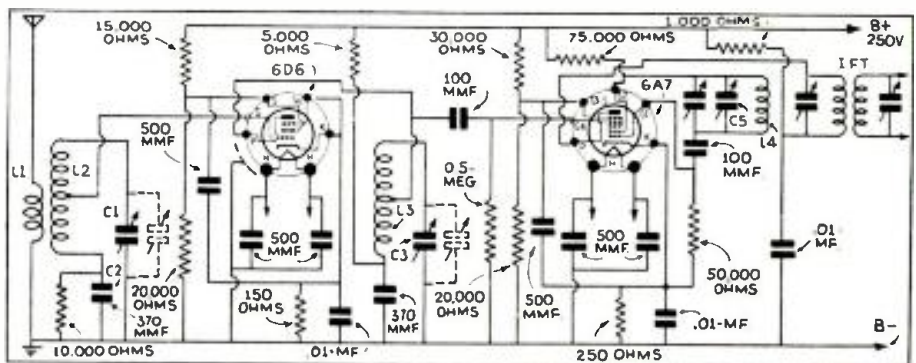 1,000 OHMS
B+
250V
15,000
OHMS
5,000
OHMS
30,000
OHMS
75,000 OHMS
6D6
100
MMF
6A7
I F T
500
MMF
L1
L2
C1
C2
L3
C3
0.5-
MEG
C5
L4
100
MMF
500
MMF
500
MMF
.01
MF
20,000
OHMS
150
OHMS
370
MMF
10,000 OHMS
.01-MF
370
MMF
20,000
OHMS
500
MMF
250 OHMS
50,000
OHMS
.01-MF
B-
H
H
H
H